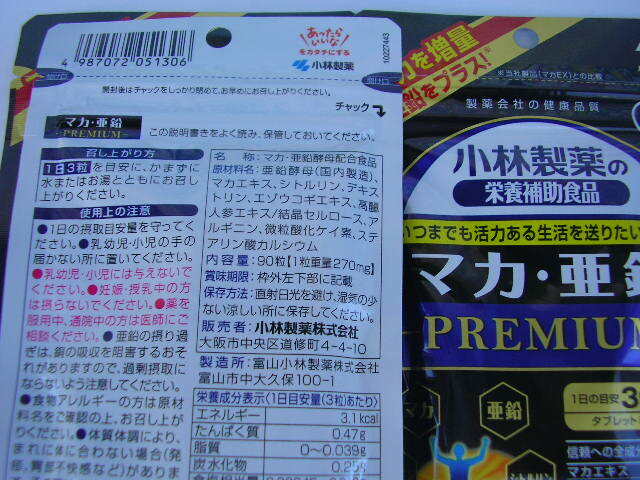 4 987072 051306
あったらいいな
をカタチにする
小林製薬
10227443
切り口
切り口
開封後はチャックをしっかり閉めて、お早めにお召し上がりください。
チャック
マカ・亜鉛
PREMIUM
この説明書きをよく読み、保管しておいてください。
召し上がり方
1日3粒を目安に、かまずに
水またはお湯とともにお召し
上がりください。
使用上の注意
●1日の摂取目安量を守ってく
ださい。●乳幼児・小児の手の
届かない所に置いてください。
●乳幼児・小児には与えないで
ください。●妊娠・授乳中の方
は摂らないでください。●薬を
服用中、通院中の方は医師にご
相談ください。●亜鉛の摂り過
ぎは、銅の吸収を阻害するおそ
れがありますので、過剰摂取に
ならないよう注意してください。
●食物アレルギーの方は原材
料名をご確認の上、お召し上が
りください。●体質体調により、ま
れに体に合わない場合(発
疹、胃部不快感など)があり
名称:マカ・亜鉛酵母配合食品
原材料名:亜鉛酵母(国内製造)、
マカエキス、シトルリン、デキス
トリン、エゾウコギエキス、高麗
人参エキス/結晶セルロース、ア
ルギニン、微粒酸化ケイ素、ステ
アリン酸カルシウム
内容量:90粒【1粒重量270mg】
賞味期限:枠外左下部に記載
保存方法:直射日光を避け、湿気の少
ない涼しい所に保存してください。
販売者:小林製薬株式会社
大阪市中央区道修町4-4-10
製造所:富山小林製薬株式会社
富山市中大久保100-1
栄養成分表示(1日目安量(3粒)あたり)
エネルギー 3.1kcal
たんぱく質 0.47g
脂質 0〜0.039g
炭水化物 0.25g
力を増量
亜鉛をプラス!
※当社製品「マカEX」との比較
製薬会社の健康品質
小林製薬の
栄養補助食品
いつまでも活力ある生活を送りたい
マカ・亜
PREMIUM
マカ
亜鉛
1日の目安 3
タブレット
信頼への全成分
マカエキス